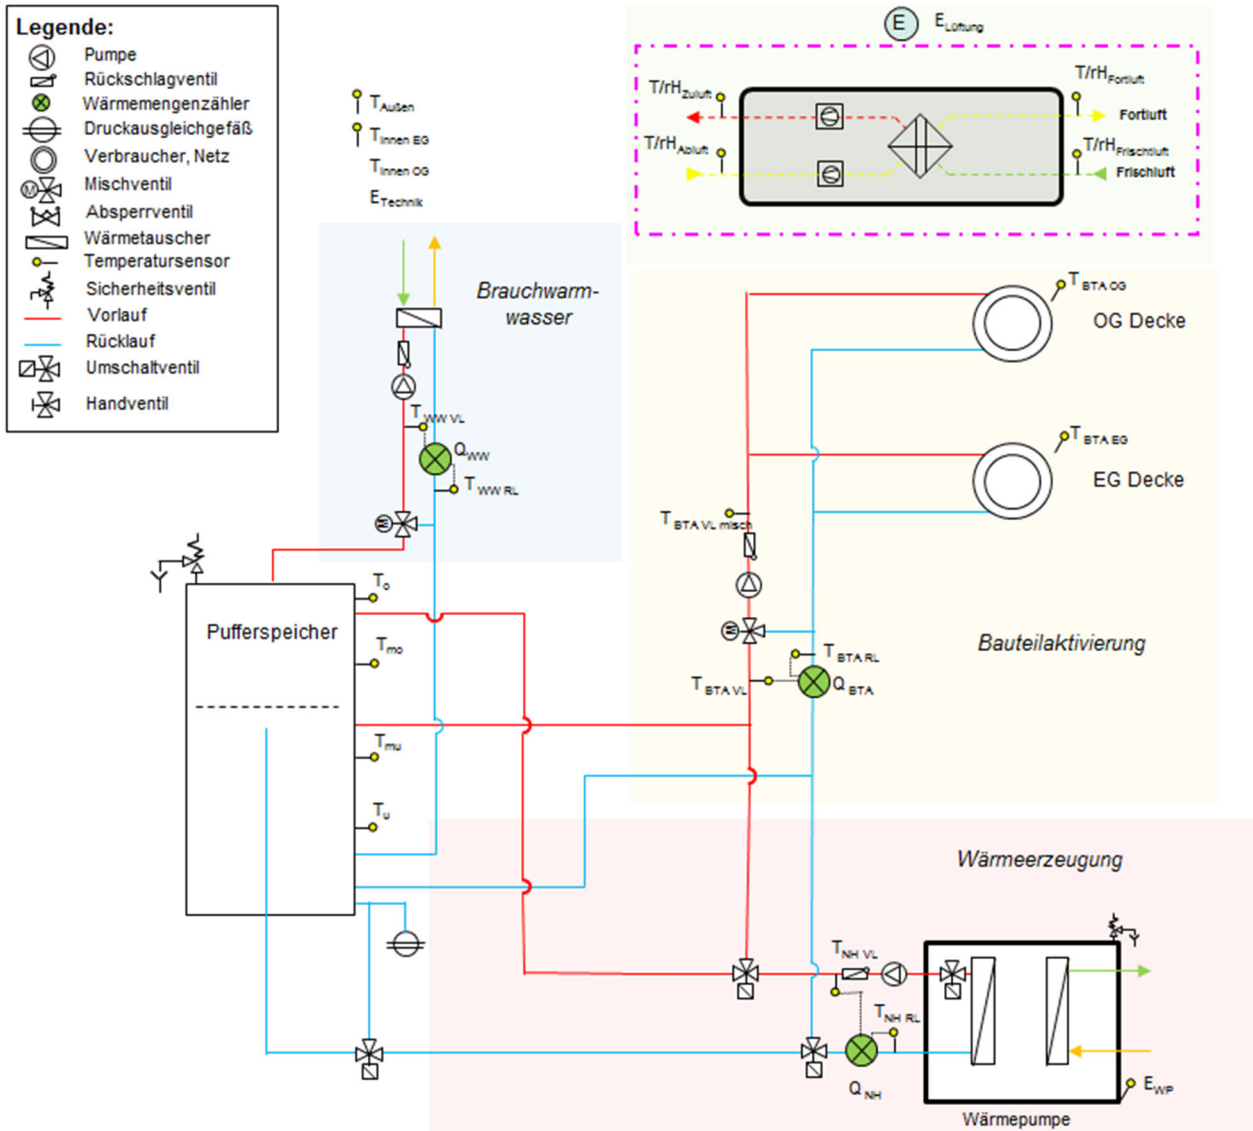 Legende:
Pumpe
Rückschlagventil
Wärmemengenzähler
Druckausgleichgefäß
Verbraucher, Netz
M Mischventil
Absperrventil
Wärmetauscher
Temperatursensor
Sicherheitsventil
Vorlauf
Rücklauf
Umschaltventil
Handventil
T Außen
T Innen EG
T Innen OG
E Technik
E E Lüftung
T/rH Zuluft
T/rH Fortluft
Fortluft
T/rH Abluft
T/rH Frischluft
Frischluft
Brauchwarm-
wasser
T WW VL
Q WW
T WW RL
M
T BTA OG
OG Decke
T BTA EG
EG Decke
T BTA VL misch
M
T BTA RL
T BTA VL
Q BTA
Bauteilaktivierung
Pufferspeicher
T o
T mo
T mu
T u
Wärmeerzeugung
T NH VL
T NH RL
Q NH
E WP
Wärmepumpe